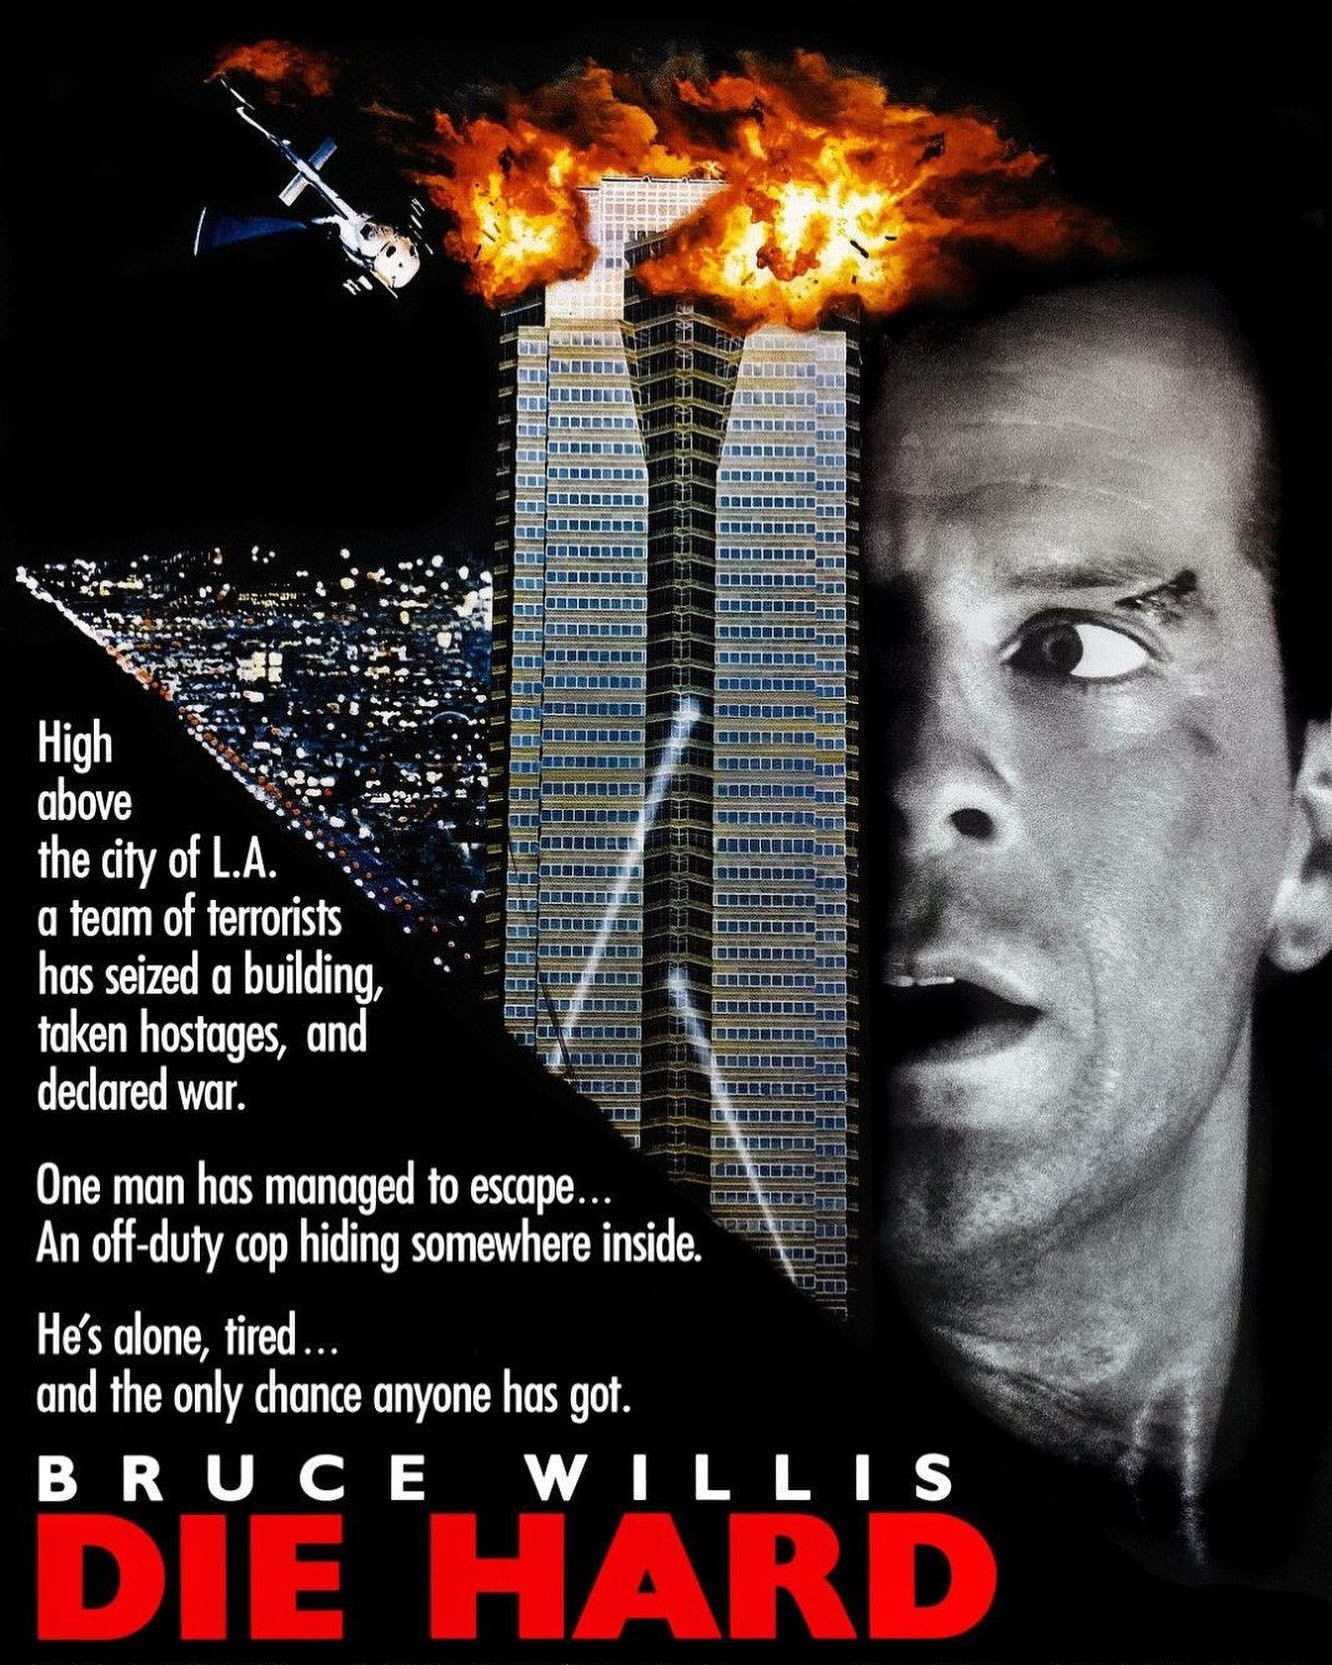 High
above
the city of L.A.
a team of terrorists
has seized a building,
taken hostages, and
declared war.
One man has managed to escape...
An off-duty cop hiding somewhere inside.
He's alone, tired...
and the only chance anyone has got.
BRUCE WILLIS
DIE HARD